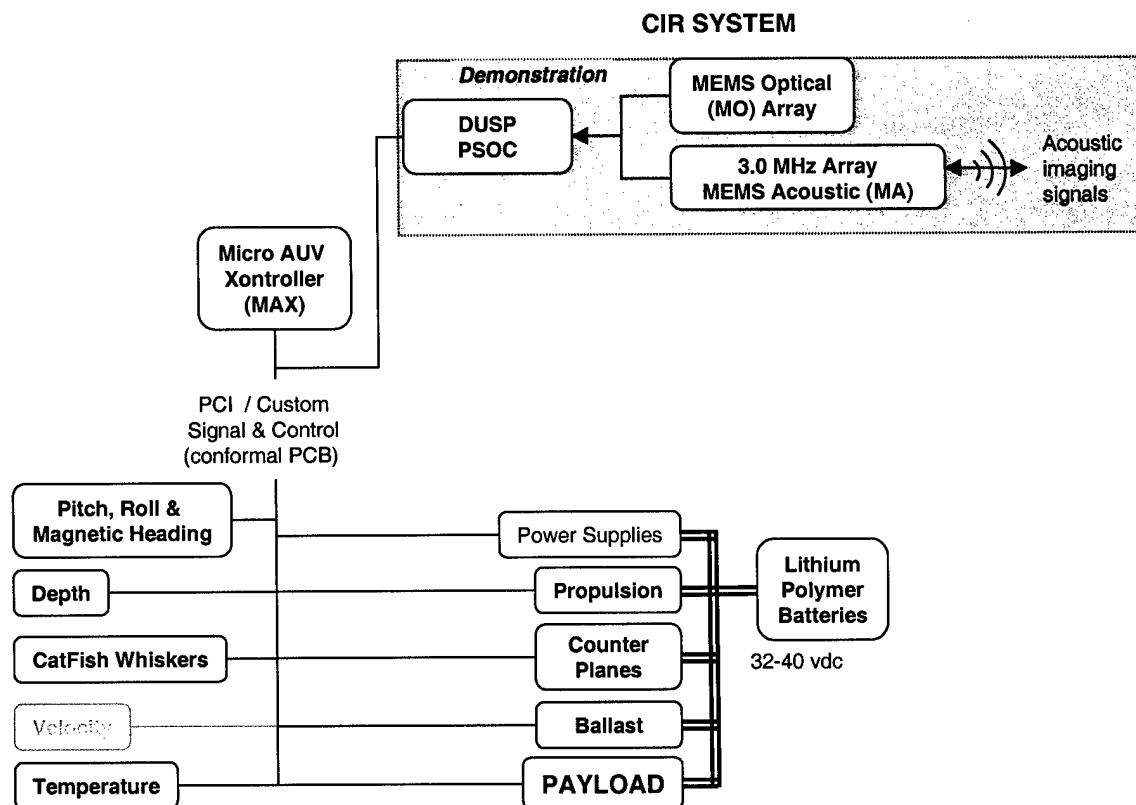 CIR SYSTEM
Demonstration
DUSP
PSOC
MEMS Optical
(MO) Array
3.0 MHz Array
MEMS Acoustic (MA)
Acoustic
imaging
signals
Micro AUV
Xontroller
(MAX)
PCI / Custom
Signal & Control
(conformal PCB)
Pitch, Roll &
Magnetic Heading
Depth
CatFish Whiskers
Velocity
Temperature
Power Supplies
Propulsion
Counter
Planes
Ballast
PAYLOAD
Lithium
Polymer
Batteries
32-40 vdc